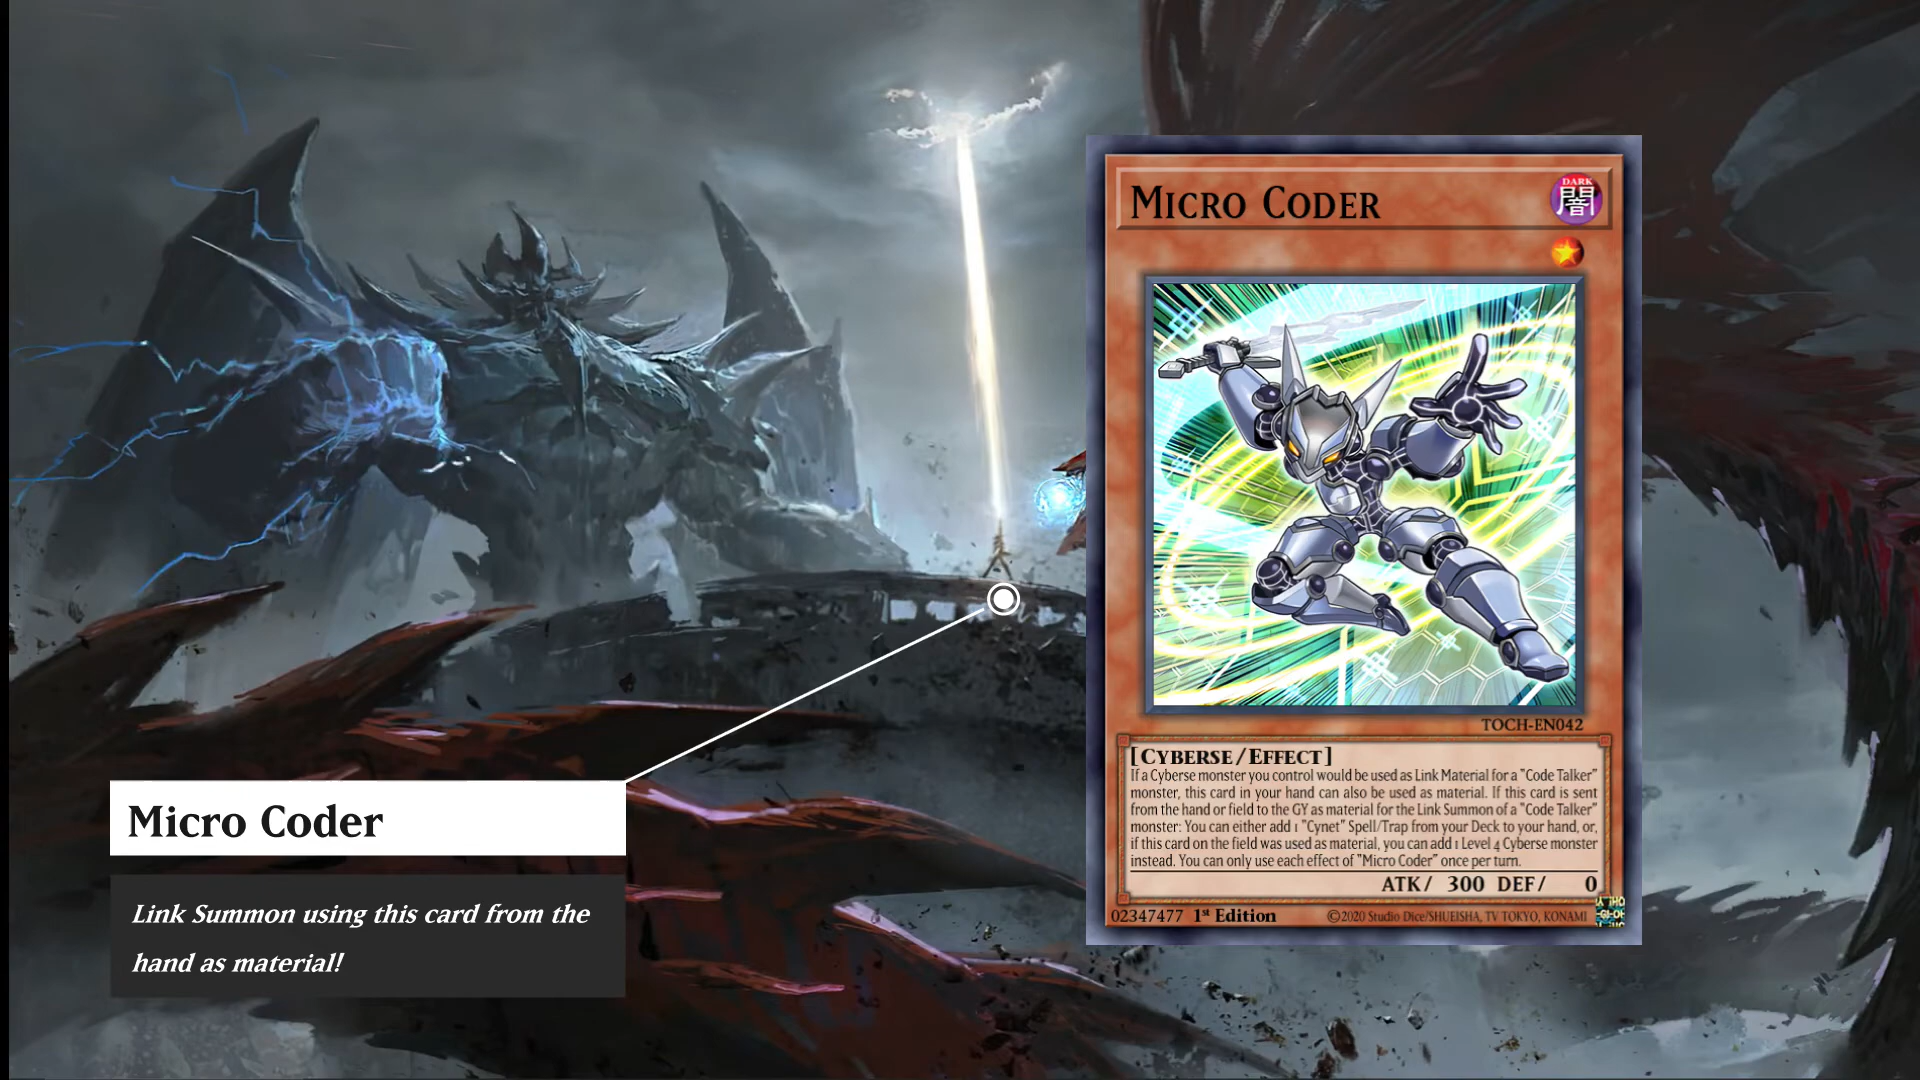 MICRO CODER
DARK
闇
TOCH-EN042
[CYBERSE/EFFECT]
If a Cyberse monster you control would be used as Link Material for a "Code Talker"
monster, this card in your hand can also be used as material. If this card is sent
from the hand or field to the GY as material for the Link Summon of a "Code Talker"
monster: You can either add 1 "Cynet" Spell/Trap from your Deck to your hand, or,
if this card on the field was used as material, you can add 1 Level 4 Cyberse monster
instead. You can only use each effect of "Micro Coder" once per turn.
ATK/ 300 DEF/ 0
02347477 1st Edition ©2020 Studio Dice/SHUEISHA, TV TOKYO, KONAMI
Micro Coder
Link Summon using this card from the
hand as material!